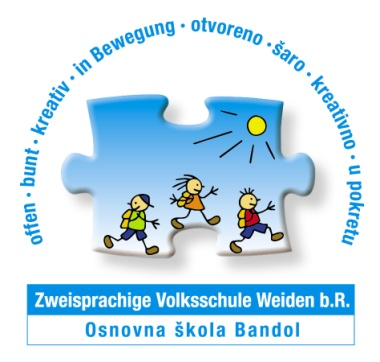 offen · bunt · kreativ · in Bewegung · otvoreno · šaro · kreativno · u pokretu
Zweisprachige Volksschule Weiden b.R.
Osnovna škola Bandol